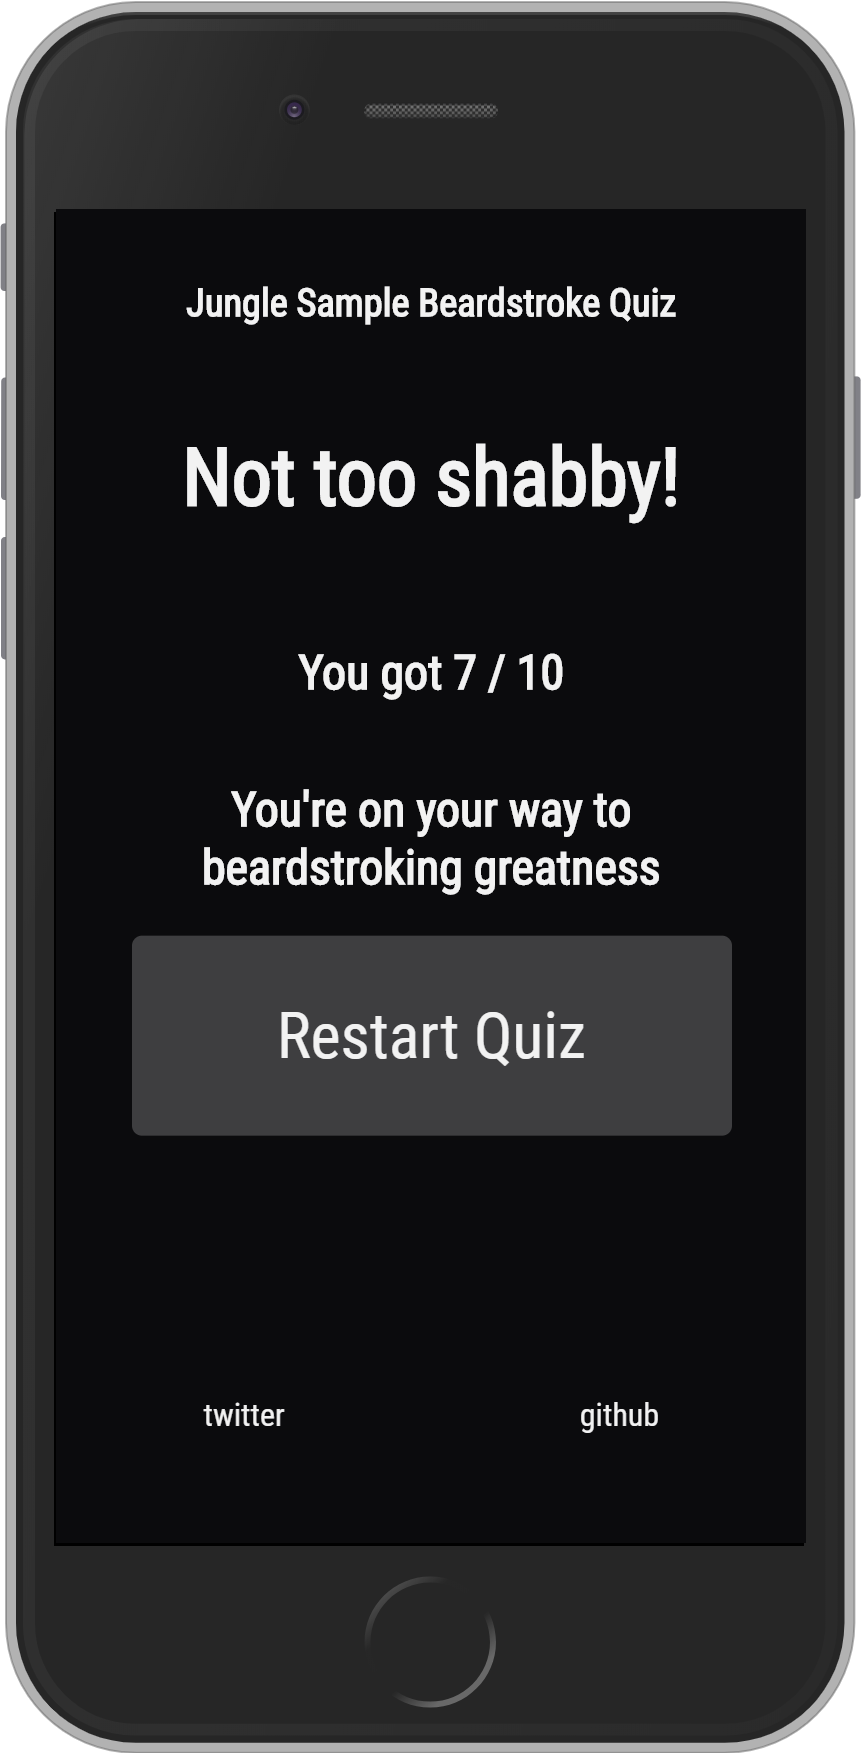 Jungle Sample Beardstroke Quiz
Not too shabby!
You got 7 / 10
You're on your way to
beardstroking greatness
Restart Quiz
twitter github